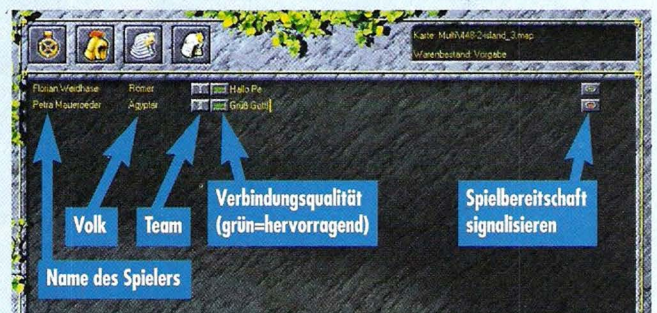 Karte: Multi\448-2-island_3.map
Warenbestand: Vorgabe
Florian Weidhase Römer Hallo Pe
Petra Maueröder Ägypter Grüß Gott
Volk
Team
Verbindungsqualität
(grün=hervorragend)
Spielbereitschaft
signalisieren
Name des Spielers